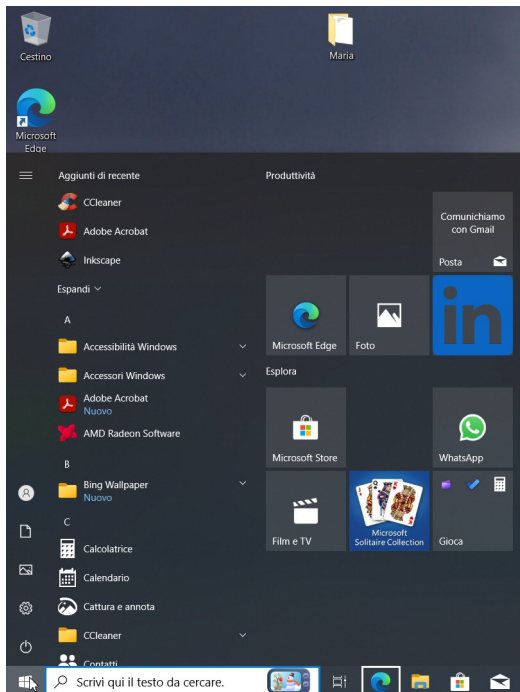 Cestino
Maria
Microsoft
Edge
Aggiunti di recente
CCleaner
Adobe Acrobat
Inkscape
Espandi
A
Accessibilità Windows
Accessori Windows
Adobe Acrobat
Nuovo
AMD Radeon Software
B
Bing Wallpaper
Nuovo
C
Calcolatrice
Calendario
Cattura e annota
CCleaner
Contatti
Produttività
Comunichiamo
con Gmail
Posta
Microsoft Edge
Foto
in
Esplora
Microsoft Store
WhatsApp
Film e TV
Microsoft
Solitaire Collection
Gioca
Scrivi qui il testo da cercare.